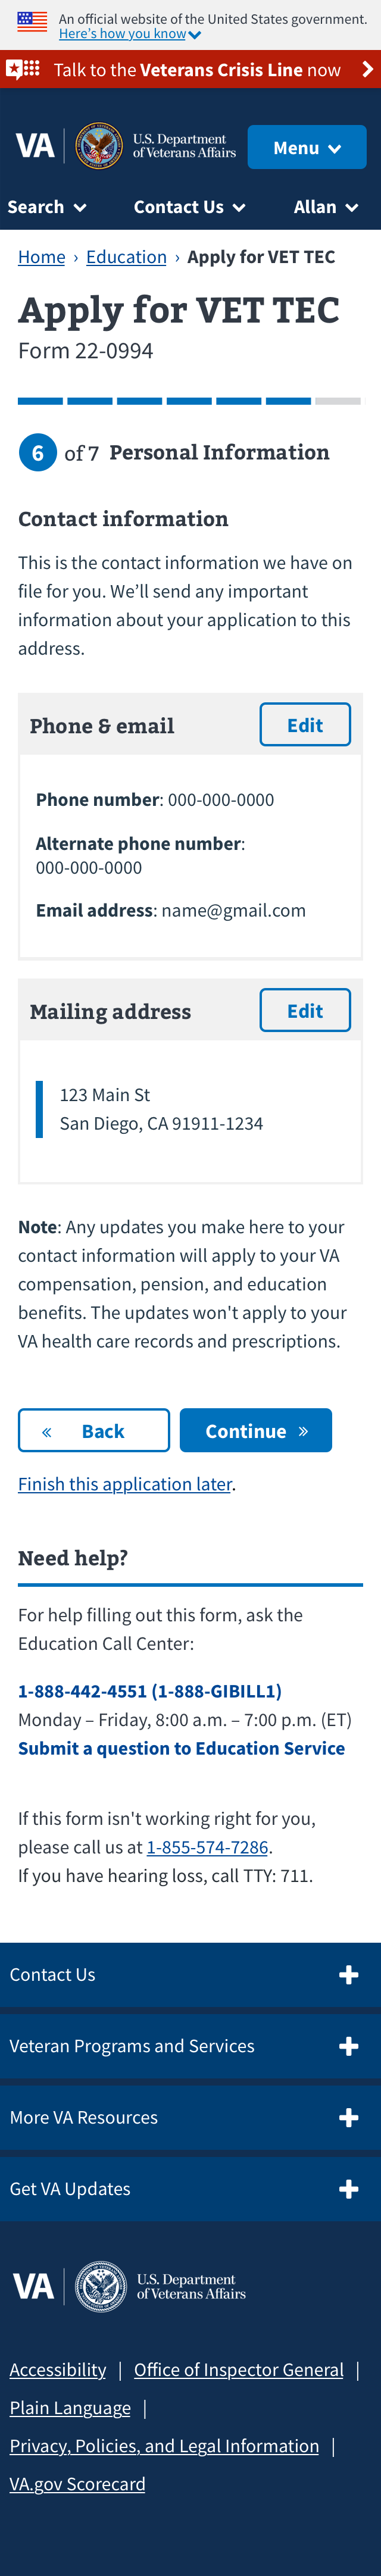 An official website of the United States government.
Here's how you know
Talk to the Veterans Crisis Line now
VA
U.S. Department
of Veterans Affairs
Menu
Search
Contact Us
Allan
Home › Education › Apply for VET TEC
Apply for VET TEC
Form 22-0994
6 of 7 Personal Information
Contact information
This is the contact information we have on
file for you. We’ll send any important
information about your application to this
address.
Phone & email
Edit
Phone number: 000-000-0000
Alternate phone number:
000-000-0000
Email address: name@gmail.com
Mailing address
Edit
123 Main St
San Diego, CA 91911-1234
Note: Any updates you make here to your
contact information will apply to your VA
compensation, pension, and education
benefits. The updates won't apply to your
VA health care records and prescriptions.
« Back
Continue »
Finish this application later.
Need help?
For help filling out this form, ask the
Education Call Center:
1-888-442-4551 (1-888-GIBILL1)
Monday – Friday, 8:00 a.m. – 7:00 p.m. (ET)
Submit a question to Education Service
If this form isn't working right for you,
please call us at 1-855-574-7286.
If you have hearing loss, call TTY: 711.
Contact Us
Veteran Programs and Services
More VA Resources
Get VA Updates
VA
U.S. Department
of Veterans Affairs
Accessibility | Office of Inspector General |
Plain Language |
Privacy, Policies, and Legal Information |
VA.gov Scorecard